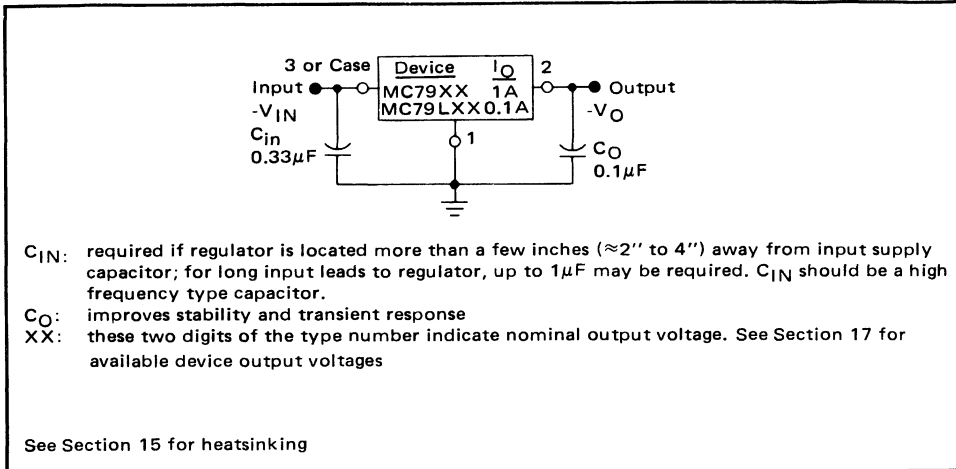 3 or Case Device IO 2
Input MC79XX 1A Output
-VIN MC79LXX 0.1A -VO
Cin 1 CO
0.33μF 0.1μF
CIN: required if regulator is located more than a few inches (≈2'' to 4'') away from input supply
capacitor; for long input leads to regulator, up to 1μF may be required. CIN should be a high
frequency type capacitor.
CO: improves stability and transient response
XX: these two digits of the type number indicate nominal output voltage. See Section 17 for
available device output voltages
See Section 15 for heatsinking